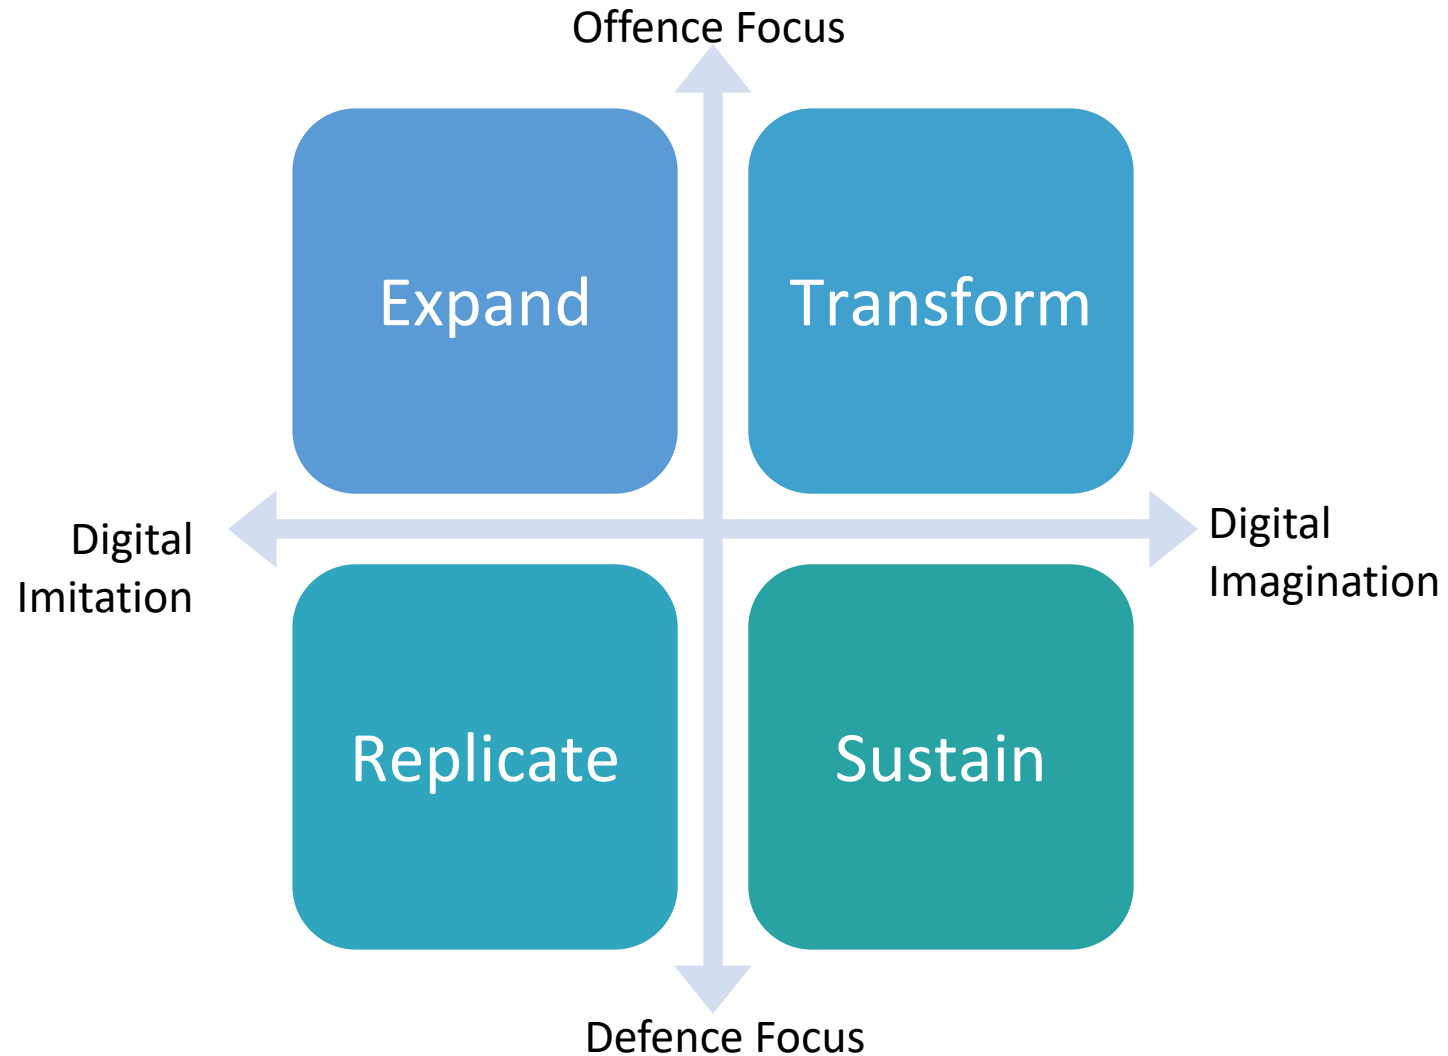 Offence Focus
Expand
Transform
Digital
Imitation
Digital
Imagination
Replicate
Sustain
Defence Focus